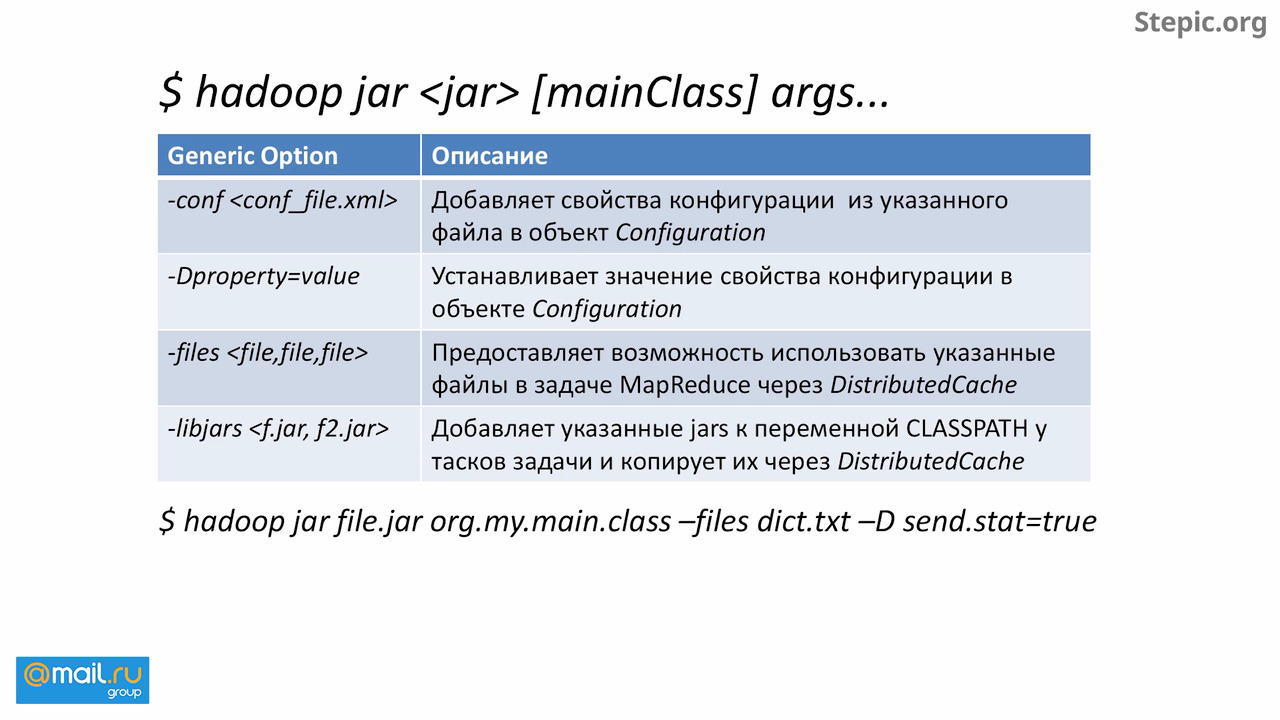 Stepic.org
$ hadoop jar <jar> [mainClass] args...
Generic Option
Описание
-conf <conf_file.xml>
Добавляет свойства конфигурации из указанного
файла в объект Configuration
-Dproperty=value
Устанавливает значение свойства конфигурации в
объекте Configuration
-files <file,file,file>
Предоставляет возможность использовать указанные
файлы в задаче MapReduce через DistributedCache
-libjars <f.jar, f2.jar>
Добавляет указанные jars к переменной CLASSPATH у
тасков задачи и копирует их через DistributedCache
$ hadoop jar file.jar org.my.main.class –files dict.txt –D send.stat=true
@mail.ru
group